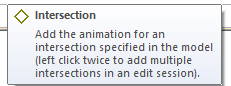 Intersection
Add the animation for an
intersection specified in the model
(left click twice to add multiple
intersections in an edit session).